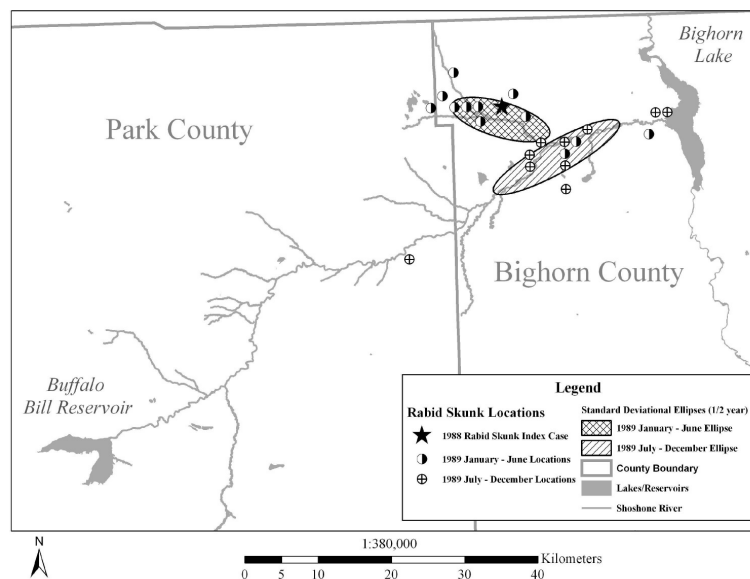 Bighorn
Lake
Park County
Bighorn County
Buffalo
Bill Reservoir
Legend
Rabid Skunk Locations
1988 Rabid Skunk Index Case
1989 January - June Locations
1989 July - December Locations
Standard Deviational Ellipses (1/2 year)
1989 January - June Ellipse
1989 July - December Ellipse
County Boundary
Lakes/Reservoirs
Shoshone River
N
1:380,000
Kilometers
0 5 10 20 30 40